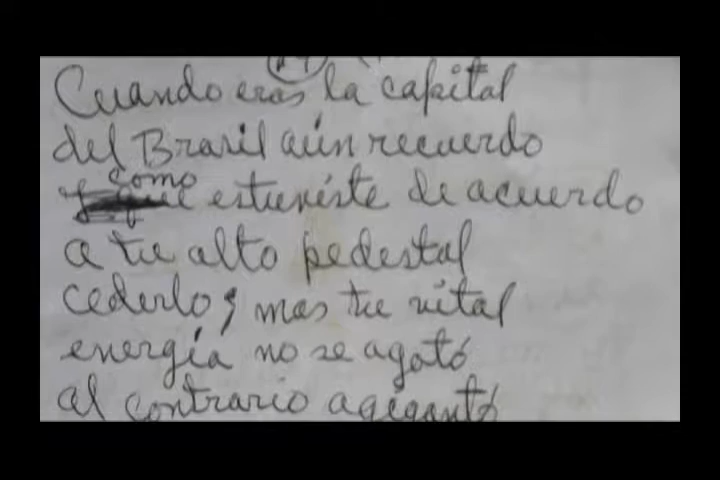 Cuando eras la capital
del Brasil aún recuerdo
como estuviste de acuerdo
a tu alto pedestal
cederlo; mas tu vital
energía no se agotó
al contrario agigantó